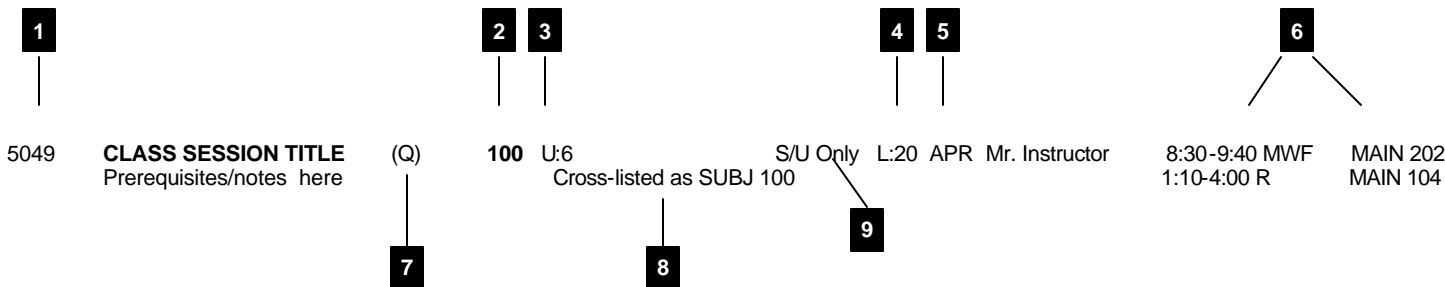 1 2 3 4 5 6
5049 CLASS SESSION TITLE (Q) 100 U:6 S/U Only L:20 APR Mr. Instructor 8:30-9:40 MWF MAIN 202
Prerequisites/notes here Cross-listed as SUBJ 100 1:10-4:00 R MAIN 104
9
7 8